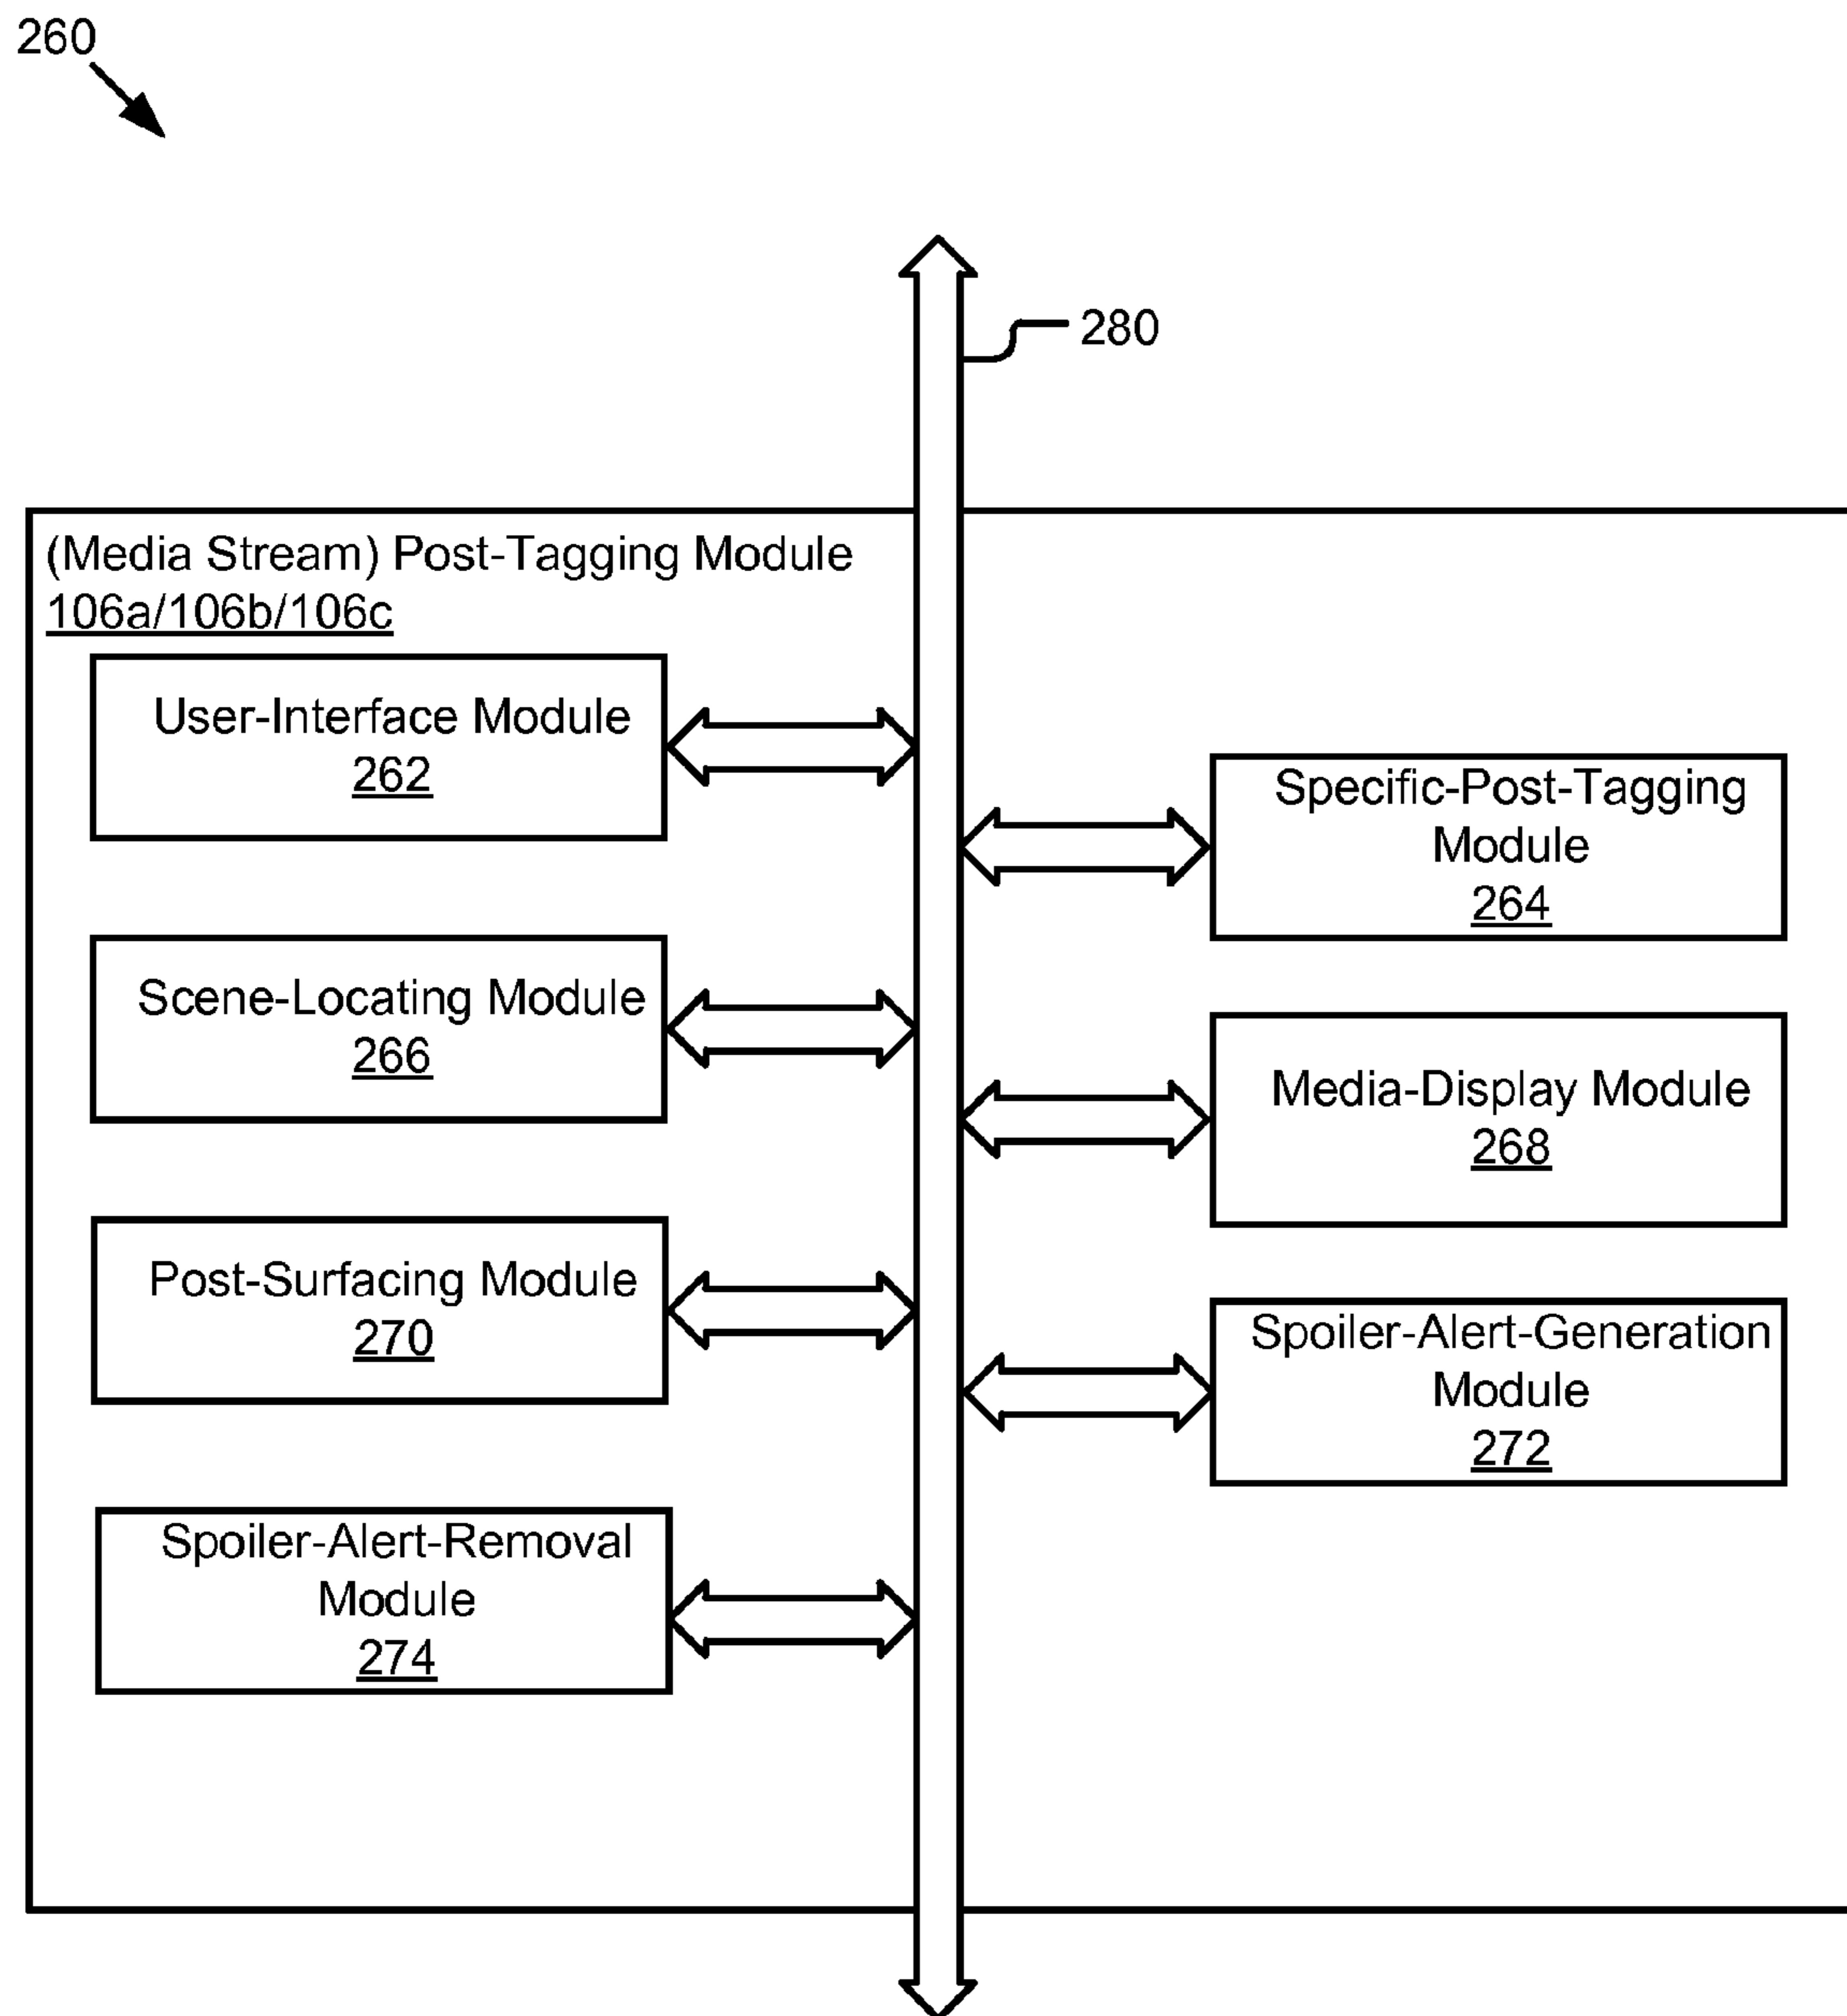 260
280
(Media Stream) Post-Tagging Module
106a/106b/106c
User-Interface Module
262
Specific-Post-Tagging
Module
264
Scene-Locating Module
266
Media-Display Module
268
Post-Surfacing Module
270
Spoiler-Alert-Generation
Module
272
Spoiler-Alert-Removal
Module
274